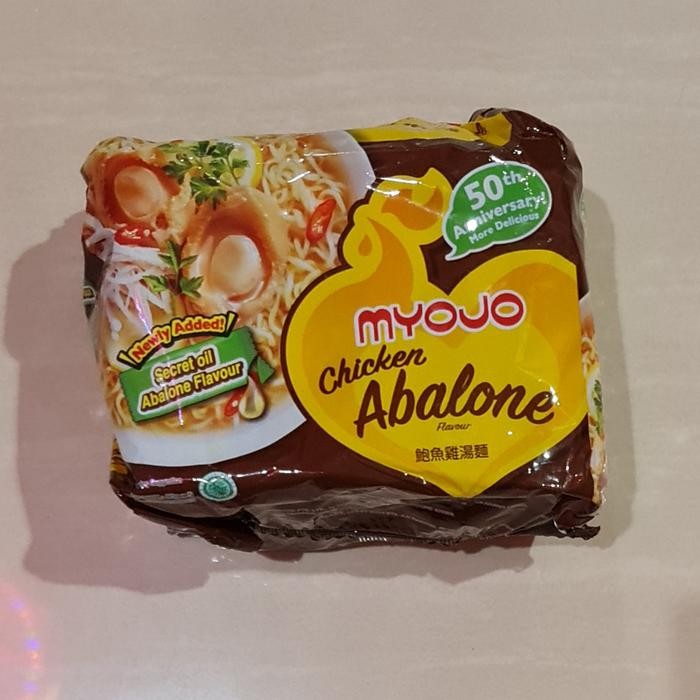 50th
Anniversary!
More Delicious
MYOJO
Chicken
Abalone
Flavour
鮑魚雞湯麵
Newly Added!
Secret oil
Abalone Flavour